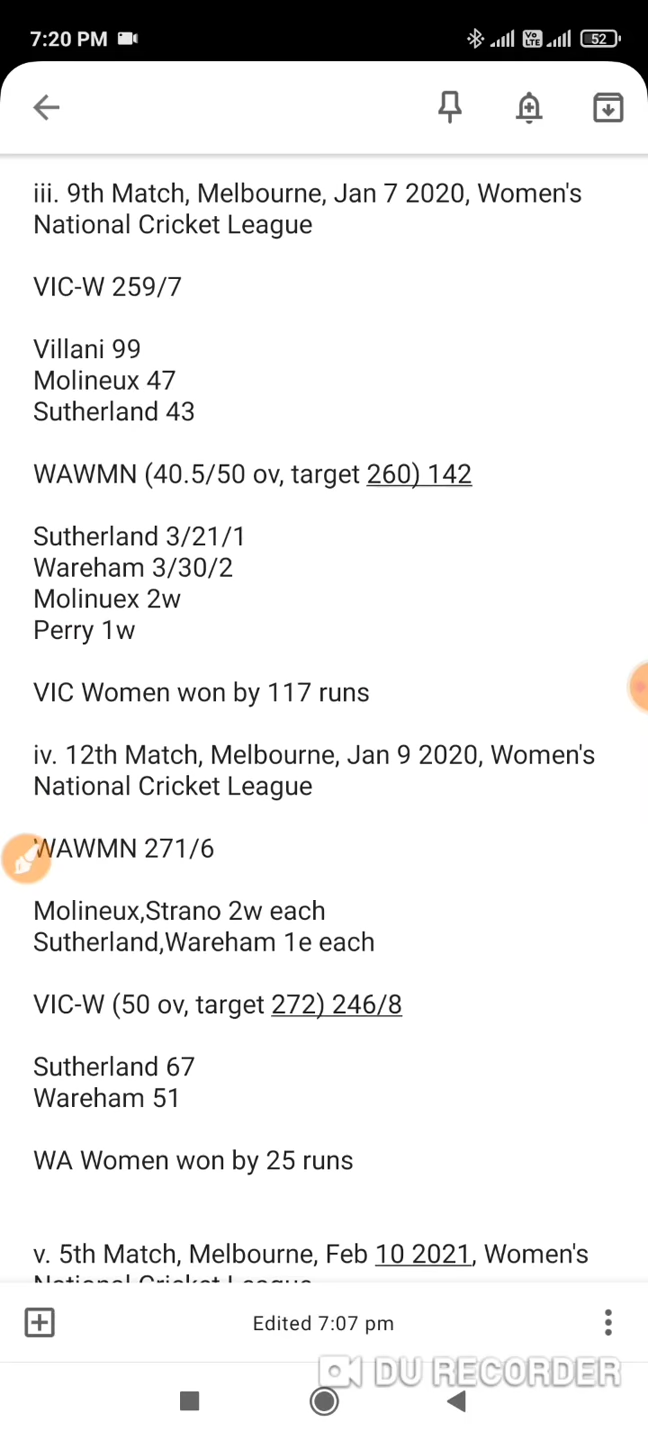 7:20 PM
Vo LTE
52
iii. 9th Match, Melbourne, Jan 7 2020, Women's
National Cricket League
VIC-W 259/7
Villani 99
Molineux 47
Sutherland 43
WAWMN (40.5/50 ov, target 260) 142
Sutherland 3/21/1
Wareham 3/30/2
Molinuex 2w
Perry 1w
VIC Women won by 117 runs
iv. 12th Match, Melbourne, Jan 9 2020, Women's
National Cricket League
WAWMN 271/6
Molineux,Strano 2w each
Sutherland,Wareham 1e each
VIC-W (50 ov, target 272) 246/8
Sutherland 67
Wareham 51
WA Women won by 25 runs
v. 5th Match, Melbourne, Feb 10 2021, Women's
National Cricket League
Edited 7:07 pm
DU RECORDER